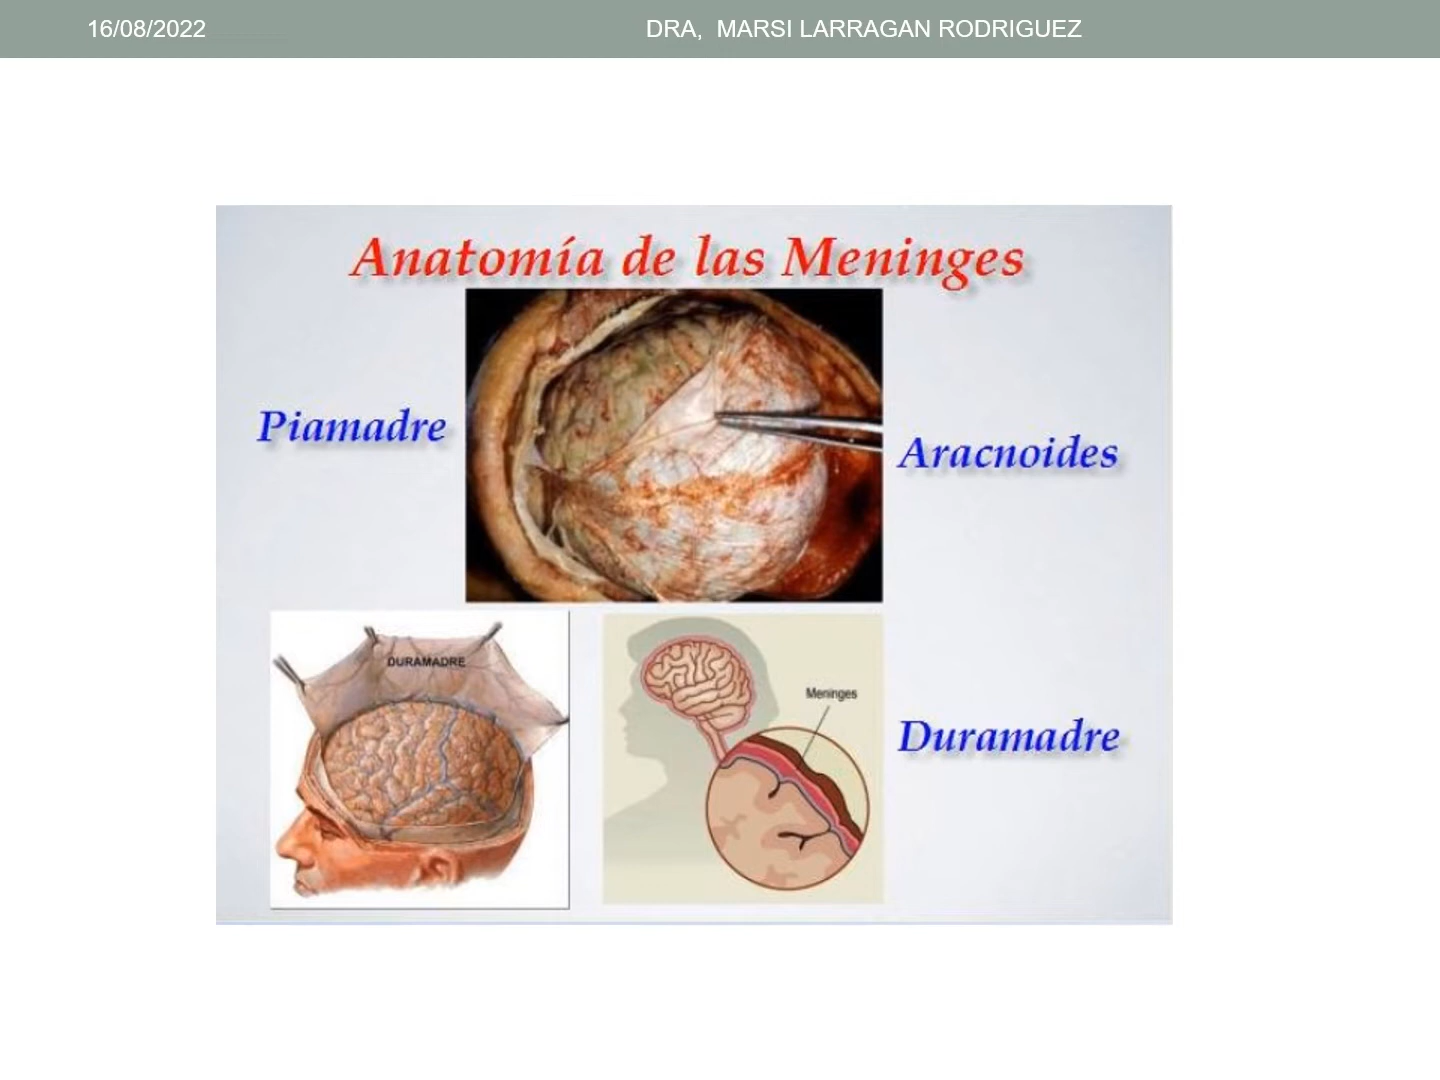 16/08/2022
DRA,  MARSI LARRAGAN RODRIGUEZ
Anatomía de las Meninges
Piamadre
Aracnoides
DURAMADRE
Meninges
Duramadre